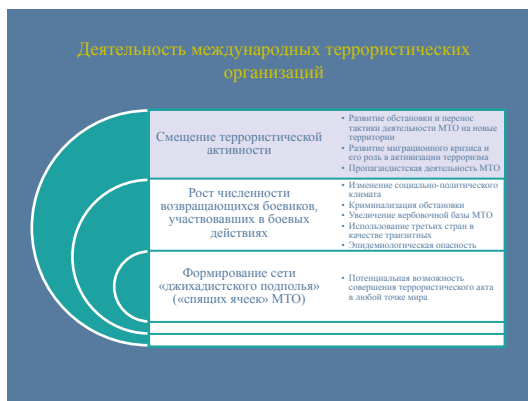 Деятельность международных террористических
организаций
Смещение террористической
активности
• Развитие обстановки и перенос
тактики деятельности МТО на новые
территории
• Развитие миграционного кризиса и
его роль в активизации терроризма
• Пропагандистская деятельность МТО
Рост численности
возвращающихся боевиков,
участвовавших в боевых
действиях
• Изменение социально-политического
климата
• Криминализация обстановки
• Увеличение вербовочной базы МТО
• Использование третьих стран в
качестве транзитных
• Эпидемиологическая опасность
Формирование сети
«джихадистского подполья»
(«спящих ячеек» МТО)
• Потенциальная возможность
совершения террористического акта
в любой точке мира